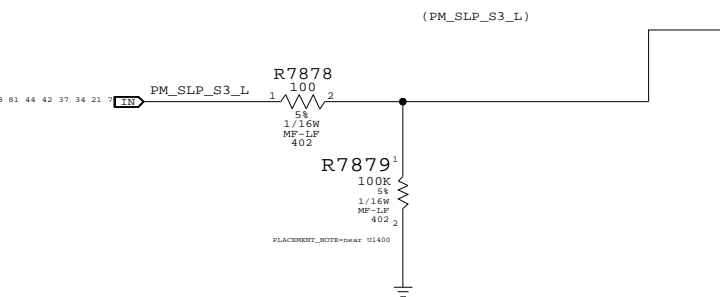 (PM_SLP_S3_L)
R7878
100
81 44 42 37 34 21 7 IN PM_SLP_S3_L 1 2
5%
1/16W
MF-LF
402
R7879 1
100K
5%
1/16W
MF-LF
402 2
PLACEMENT_NOTE=near U1400